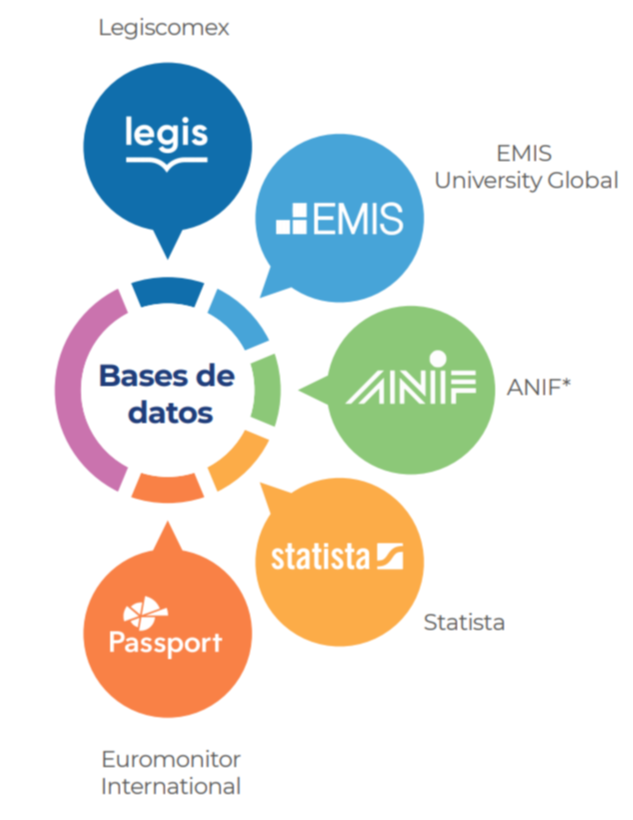 Legiscomex
legis
EMIS
University Global
EMIS
ANIF
ANIF*
Bases de
datos
statista
Statista
Passport
Euromonitor
International